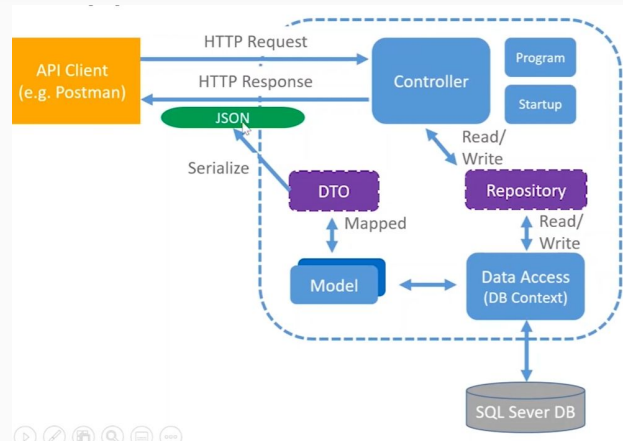 HTTP Request
API Client
(e.g. Postman)
HTTP Response
JSON
Controller
Program
Startup
Serialize
Read/
Write
DTO
Repository
Mapped
Read/
Write
Model
Data Access
(DB Context)
SQL Sever DB